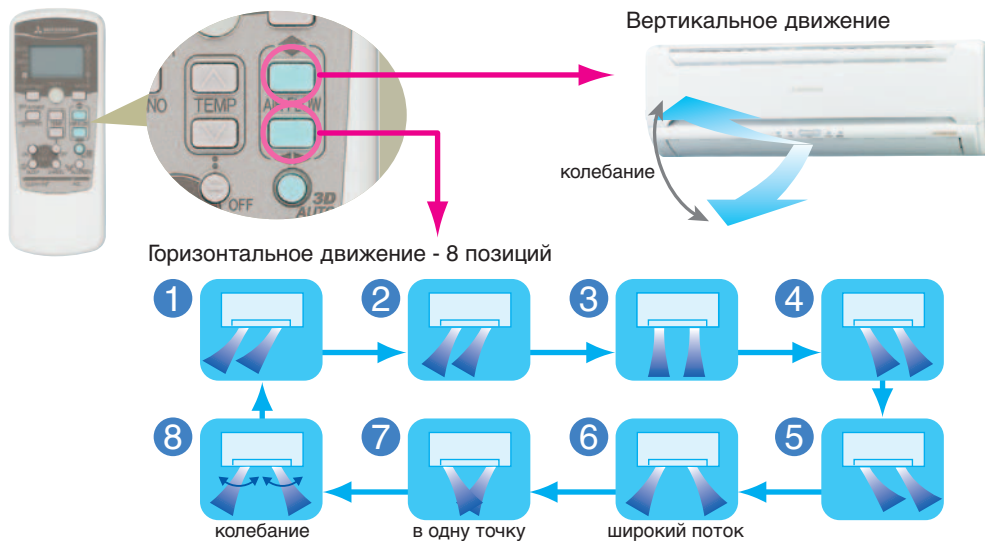 Вертикальное движение
NO
TEMP
AIR FLOW
OFF
3D
AUTO
колебание
Горизонтальное движение - 8 позиций
1 2 3 4
8 7 6 5
колебание в одну точку широкий поток